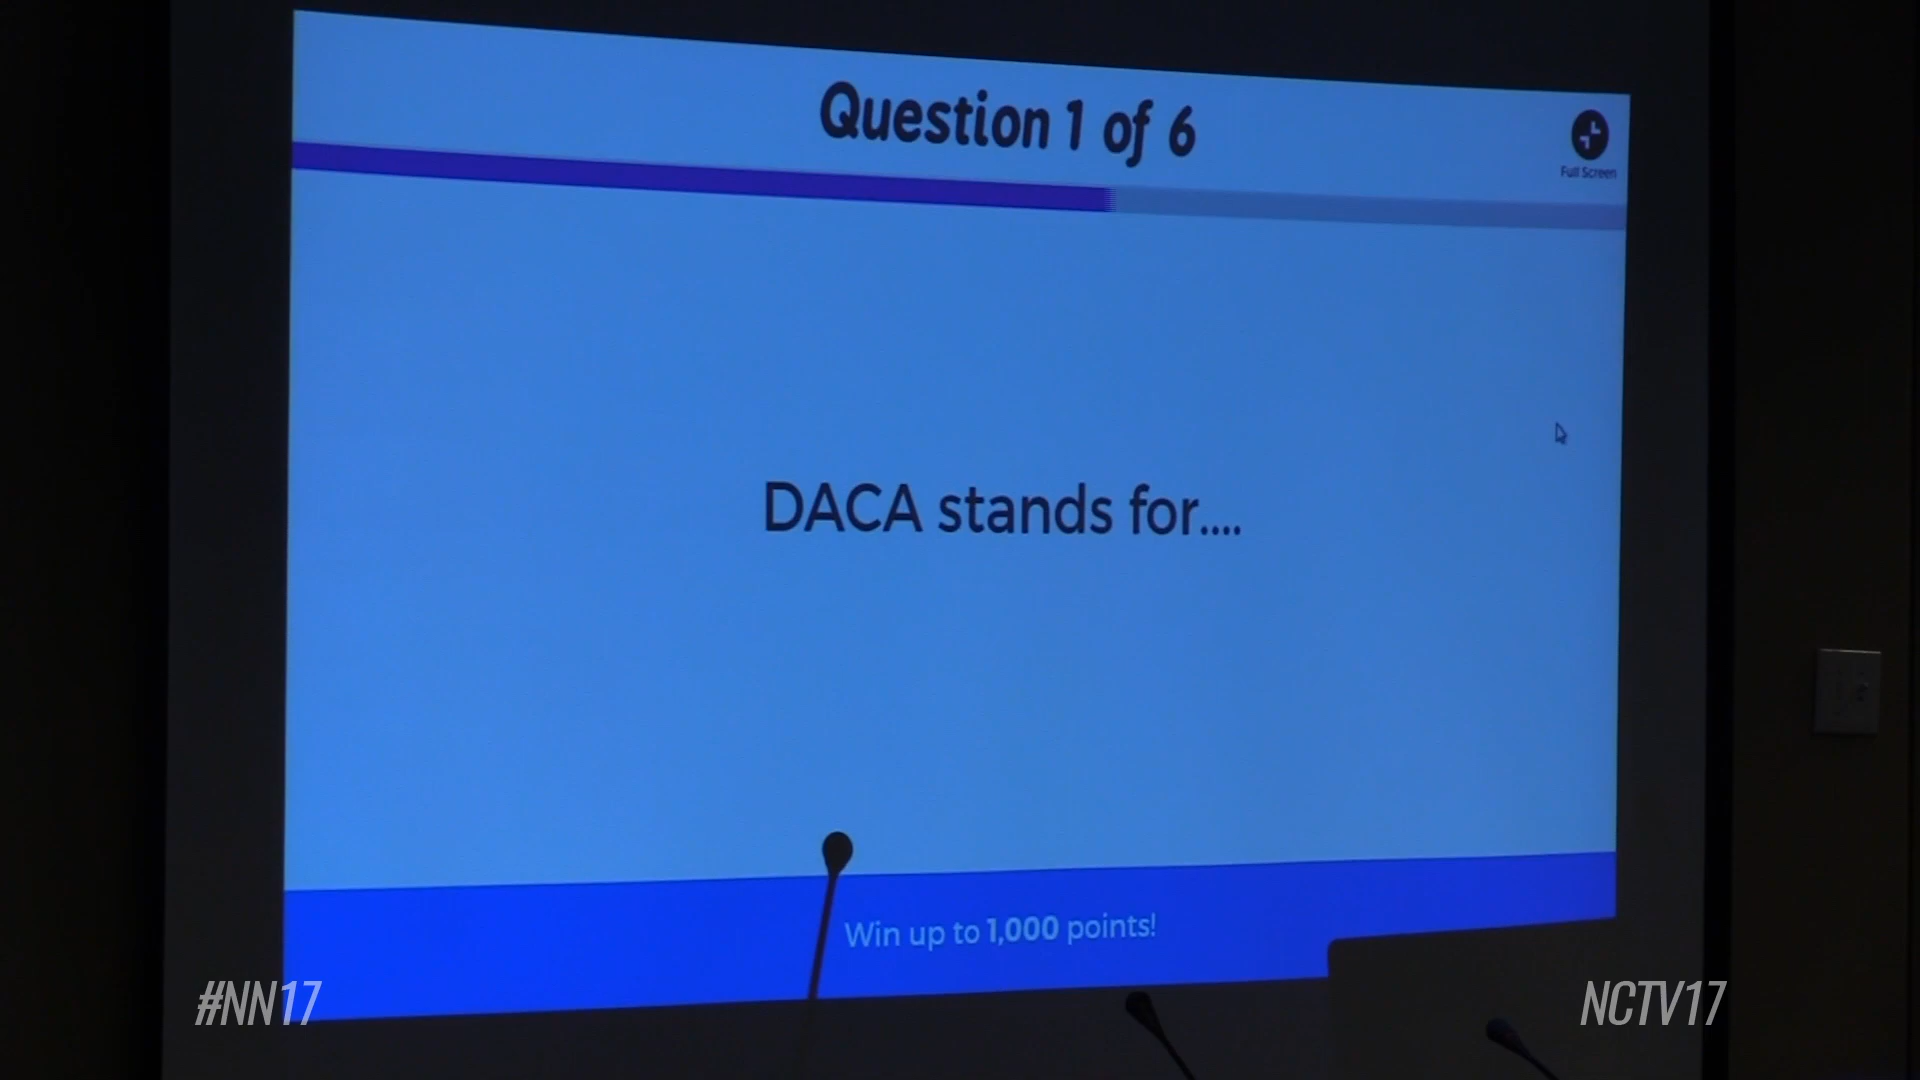 Question 1 of 6
Full Screen
DACA stands for....
Win up to 1,000 points!
#NN17
NCTV17